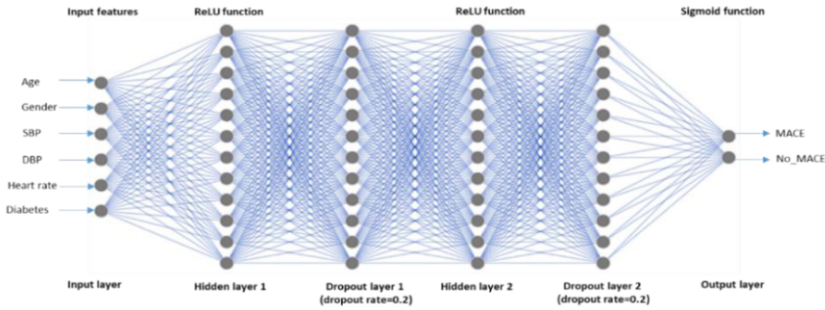 Input features
ReLU function
ReLU function
Sigmoid function
Age
Gender
SBP
DBP
Heart rate
Diabetes
MACE
No_MACE
Input layer
Hidden layer 1
Dropout layer 1
(dropout rate=0.2)
Hidden layer 2
Dropout layer 2
(dropout rate=0.2)
Output layer